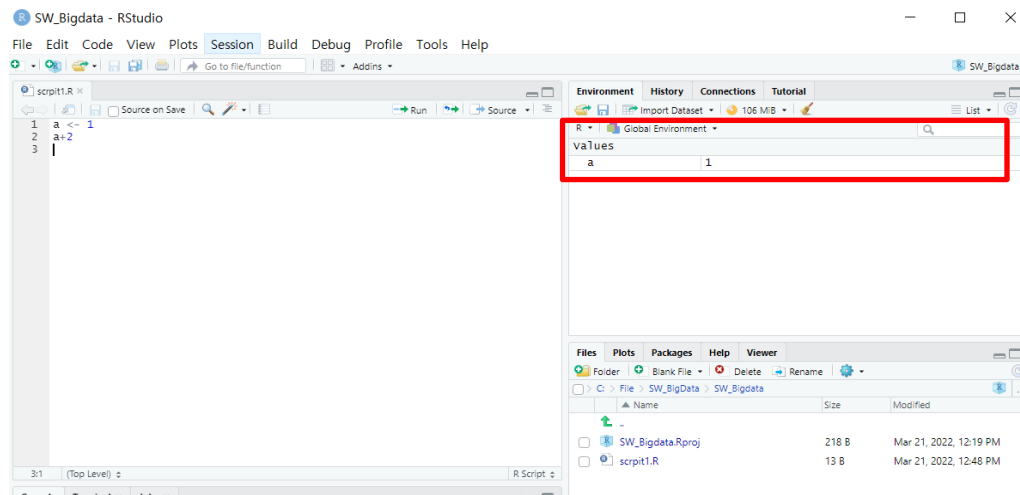 SW_Bigdata - RStudio
File Edit Code View Plots Session Build Debug Profile Tools Help
Go to file/function Addins SW_Bigdata
scrpit1.R
Source on Save Run Source
1 a <- 1
2 a+2
3
3:1 (Top Level) R Script
Environment History Connections Tutorial
Import Dataset 106 MiB List
R Global Environment
values
a 1
Files Plots Packages Help Viewer
Folder Blank File Delete Rename
C: > File > SW_BigData > SW_Bigdata
Name Size Modified
..
SW_Bigdata.Rproj 218 B Mar 21, 2022, 12:19 PM
scrpit1.R 13 B Mar 21, 2022, 12:48 PM